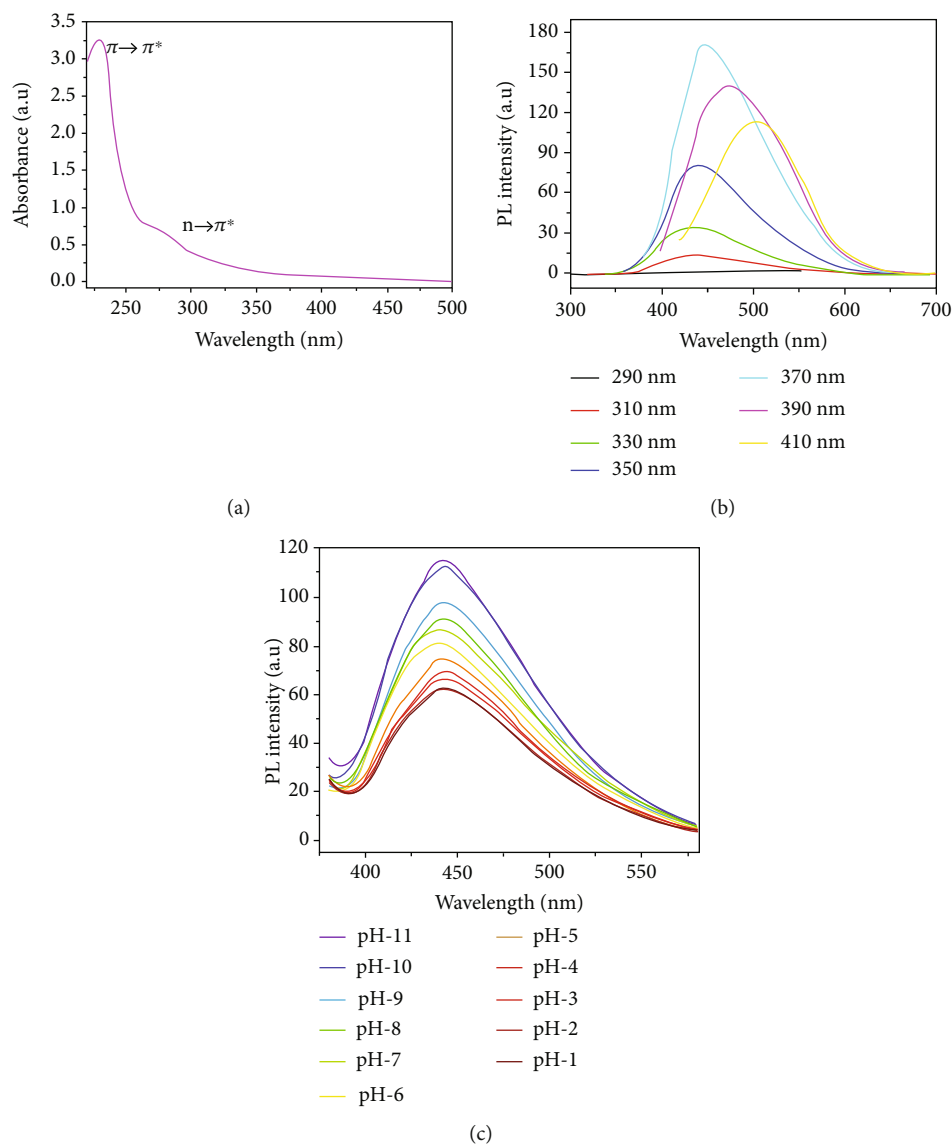 3.5
3.0
2.5
2.0
1.5
1.0
0.5
0.0
Absorbance (a.u)
π→π*
n→π*
250 300 350 400 450 500
Wavelength (nm)
(a)
180
150
120
90
60
30
0
PL intensity (a.u)
300 400 500 600 700
Wavelength (nm)
290 nm 370 nm
310 nm 390 nm
330 nm 410 nm
350 nm
(b)
120
100
80
60
40
20
0
PL intensity (a.u)
400 450 500 550
Wavelength (nm)
pH-11 pH-5
pH-10 pH-4
pH-9 pH-3
pH-8 pH-2
pH-7 pH-1
pH-6
(c)